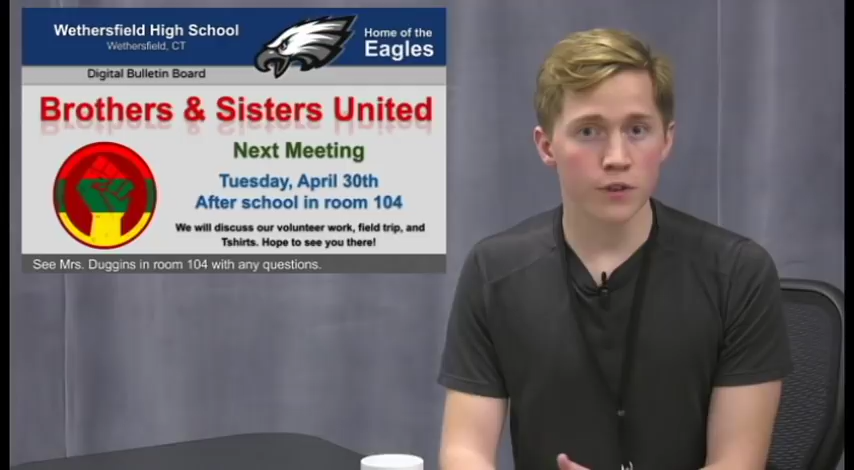 Wethersfield High School
Wethersfield, CT
Home of the
Eagles
Digital Bulletin Board
Brothers & Sisters United
Next Meeting
Tuesday, April 30th
After school in room 104
We will discuss our volunteer work, field trip, and
Tshirts. Hope to see you there!
See Mrs. Duggins in room 104 with any questions.